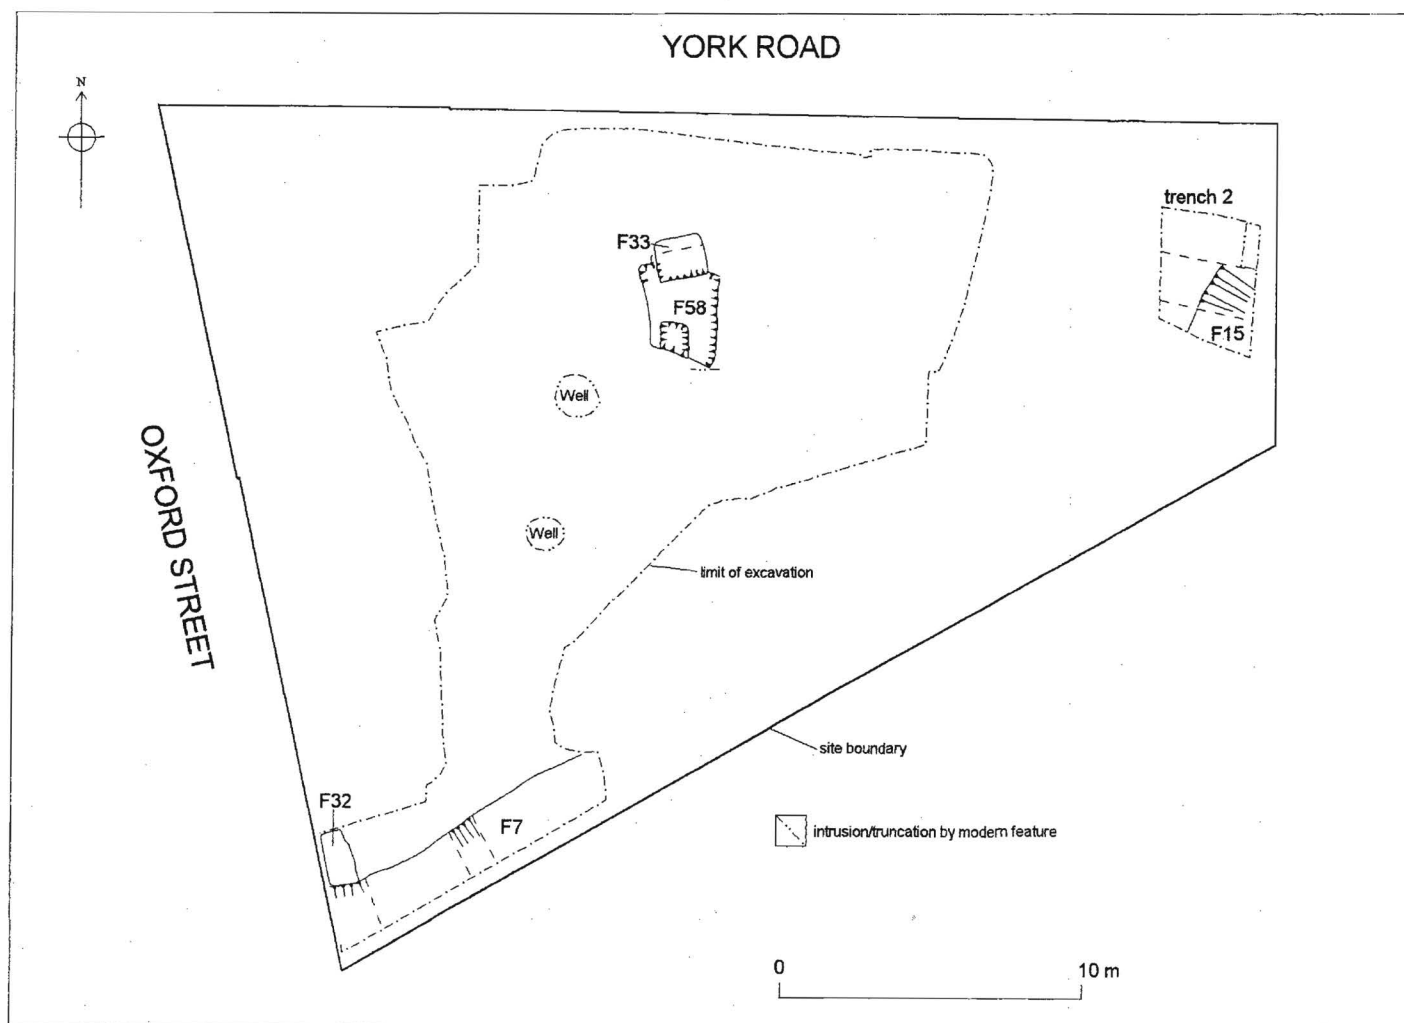 YORK ROAD
N
trench 2
F33
F58
F15
Well
OXFORD STREET
Well
limit of excavation
site boundary
F32
F7
intrusion/truncation by modern feature
0 10 m